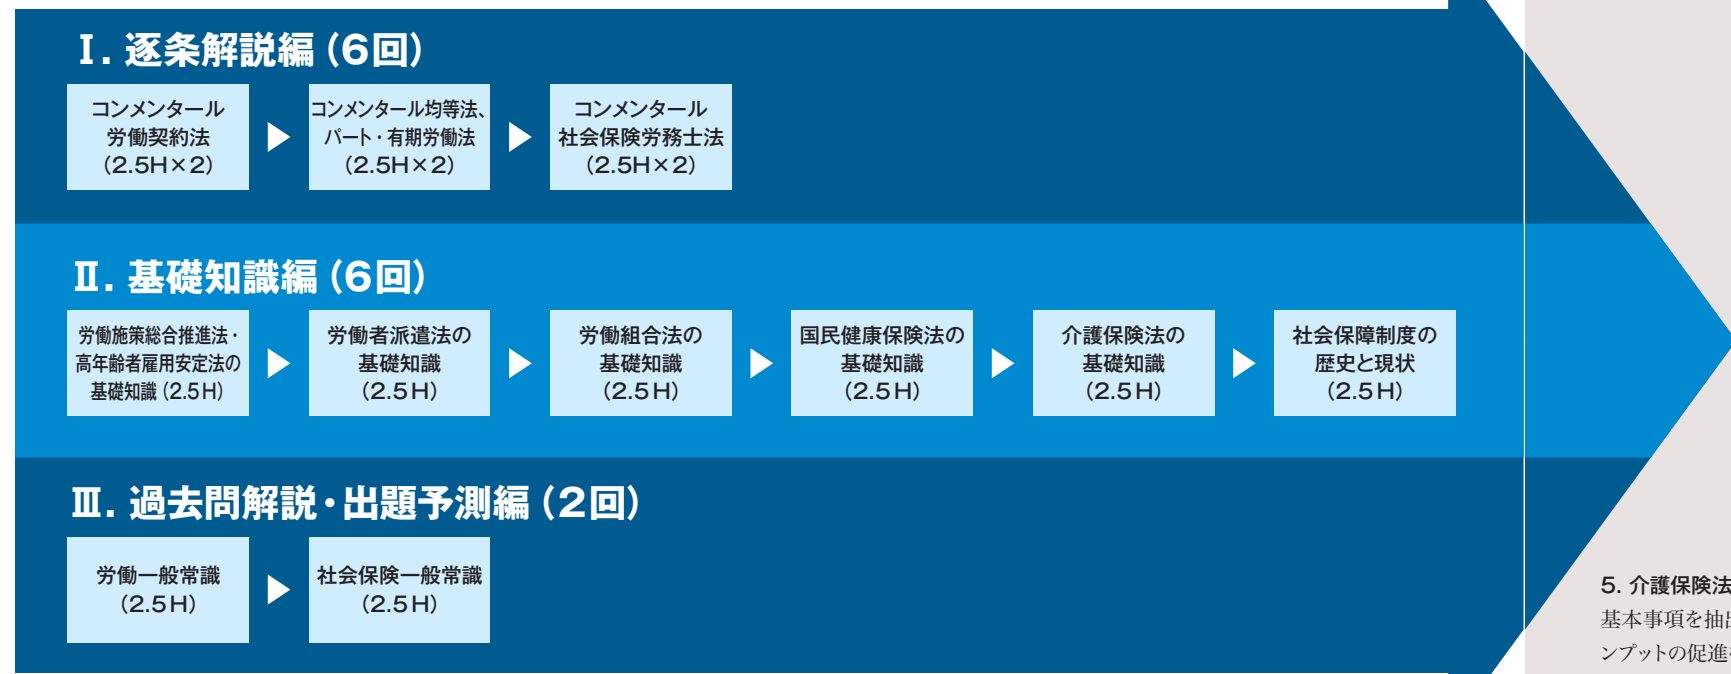 Ⅰ. 逐条解説編（6回）
コンメンタール
労働契約法
（2.5H×2）
コンメンタール均等法、
パート・有期労働法
（2.5H×2）
コンメンタール
社会保険労務士法
（2.5H×2）
Ⅱ. 基礎知識編（6回）
労働施策総合推進法・
高年齢者雇用安定法の
基礎知識（2.5H）
労働者派遣法の
基礎知識
（2.5H）
労働組合法の
基礎知識
（2.5H）
国民健康保険法の
基礎知識
（2.5H）
介護保険法の
基礎知識
（2.5H）
社会保障制度の
歴史と現状
（2.5H）
Ⅲ. 過去問解説・出題予測編（2回）
労働一般常識
（2.5H）
社会保険一般常識
（2.5H）
5. 介護保険法
基本事項を抽
ンプットの促進